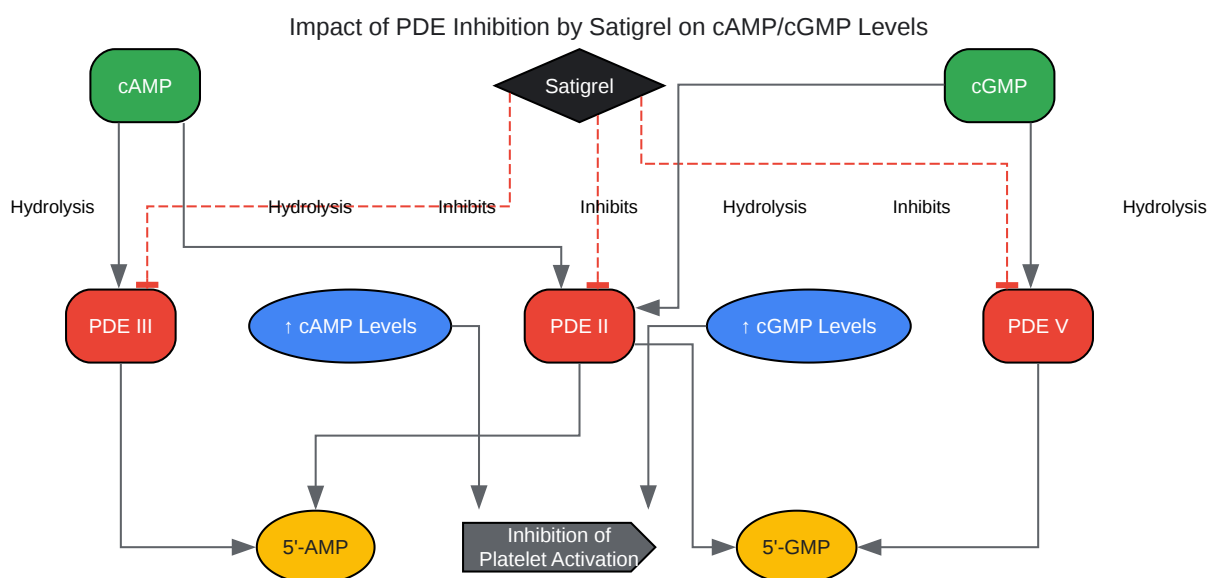 Impact of PDE Inhibition by Satigrel on cAMP/cGMP Levels
cAMP
Satigrel
cGMP
Hydrolysis
Hydrolysis
Inhibits
Inhibits
Hydrolysis
Inhibits
Hydrolysis
PDE III
↑ cAMP Levels
PDE II
↑ cGMP Levels
PDE V
5'-AMP
Inhibition of
Platelet Activation
5'-GMP